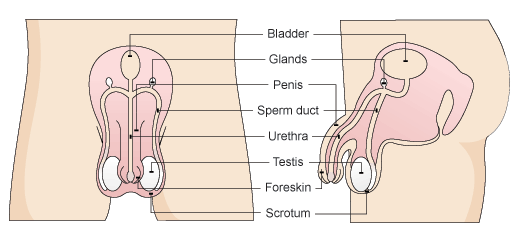 Bladder
Glands
Penis
Sperm duct
Urethra
Testis
Foreskin
Scrotum